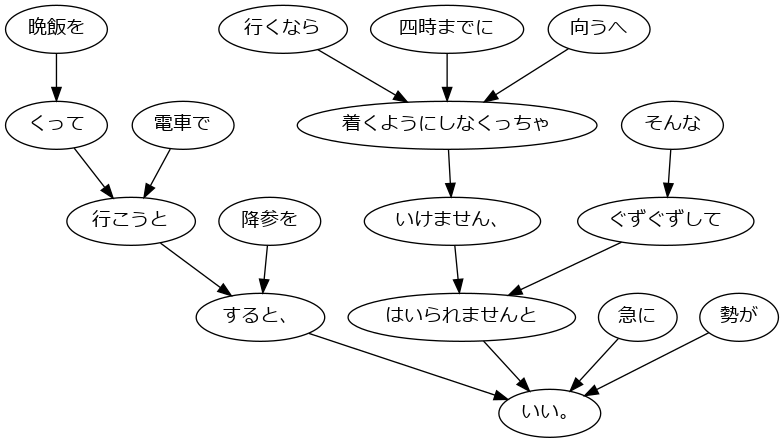 晩飯を 行くなら 四時までに 向うへ
くって 電車で 着くようにしなくっちゃ そんな
行こうと 降参を いけません、 ぐずぐずして
すると、 はいられませんと 急に 勢が
いい。